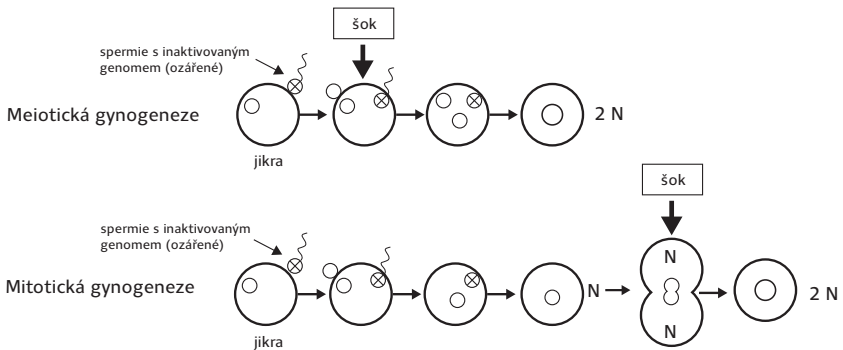 šok
spermie s inaktivovaným
genomem (ozářené)
Meiotická gynogeneze
2 N
jikra
šok
spermie s inaktivovaným
genomem (ozářené)
N
Mitotická gynogeneze
N
2 N
N
jikra